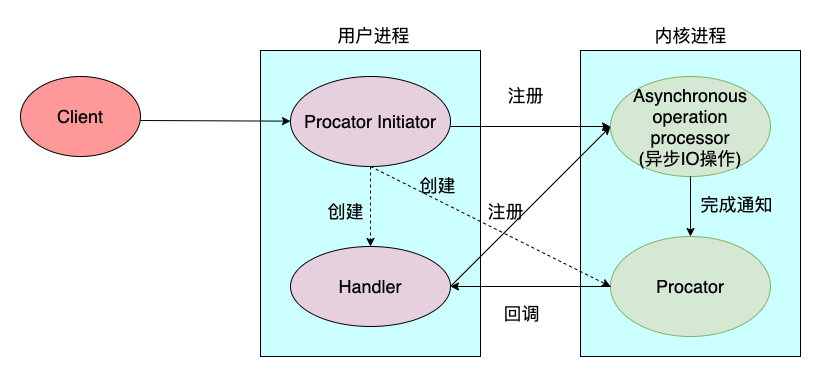 用户进程
内核进程
Client
Procator Initiator
注册
Asynchronous
operation
processor
(异步IO操作)
创建
创建
注册
完成通知
Handler
回调
Procator